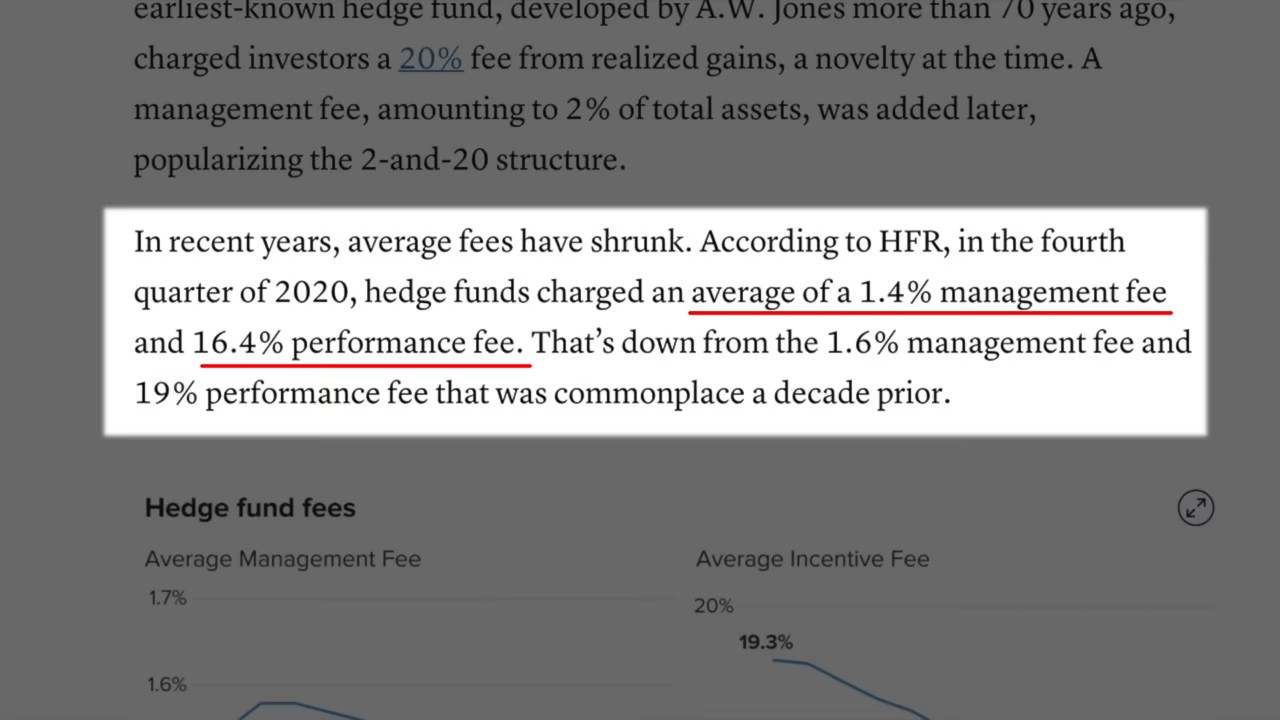 earliest-known hedge fund, developed by A.W. Jones more than 70 years ago,
charged investors a 20% fee from realized gains, a novelty at the time. A
management fee, amounting to 2% of total assets, was added later,
popularizing the 2-and-20 structure.
In recent years, average fees have shrunk. According to HFR, in the fourth
quarter of 2020, hedge funds charged an average of a 1.4% management fee
and 16.4% performance fee. That’s down from the 1.6% management fee and
19% performance fee that was commonplace a decade prior.
Hedge fund fees
Average Management Fee
1.7%
1.6%
Average Incentive Fee
20%
19.3%